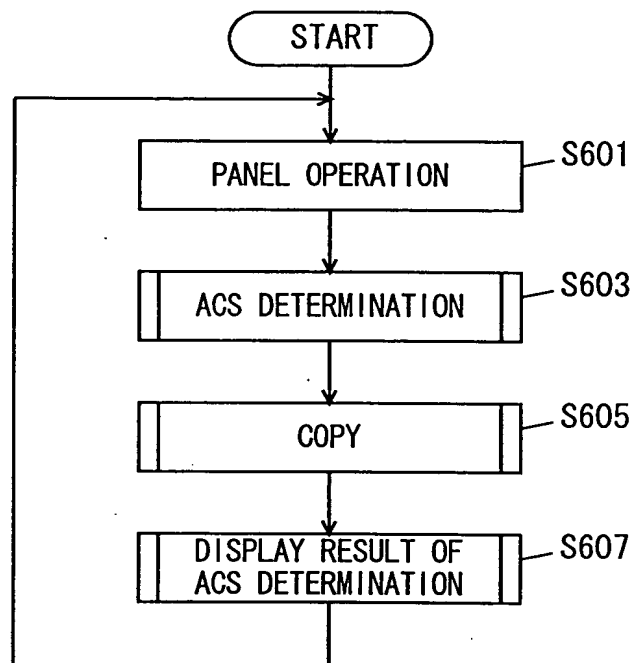 START
PANEL OPERATION
S601
ACS DETERMINATION
S603
COPY
S605
DISPLAY RESULT OF
ACS DETERMINATION
S607